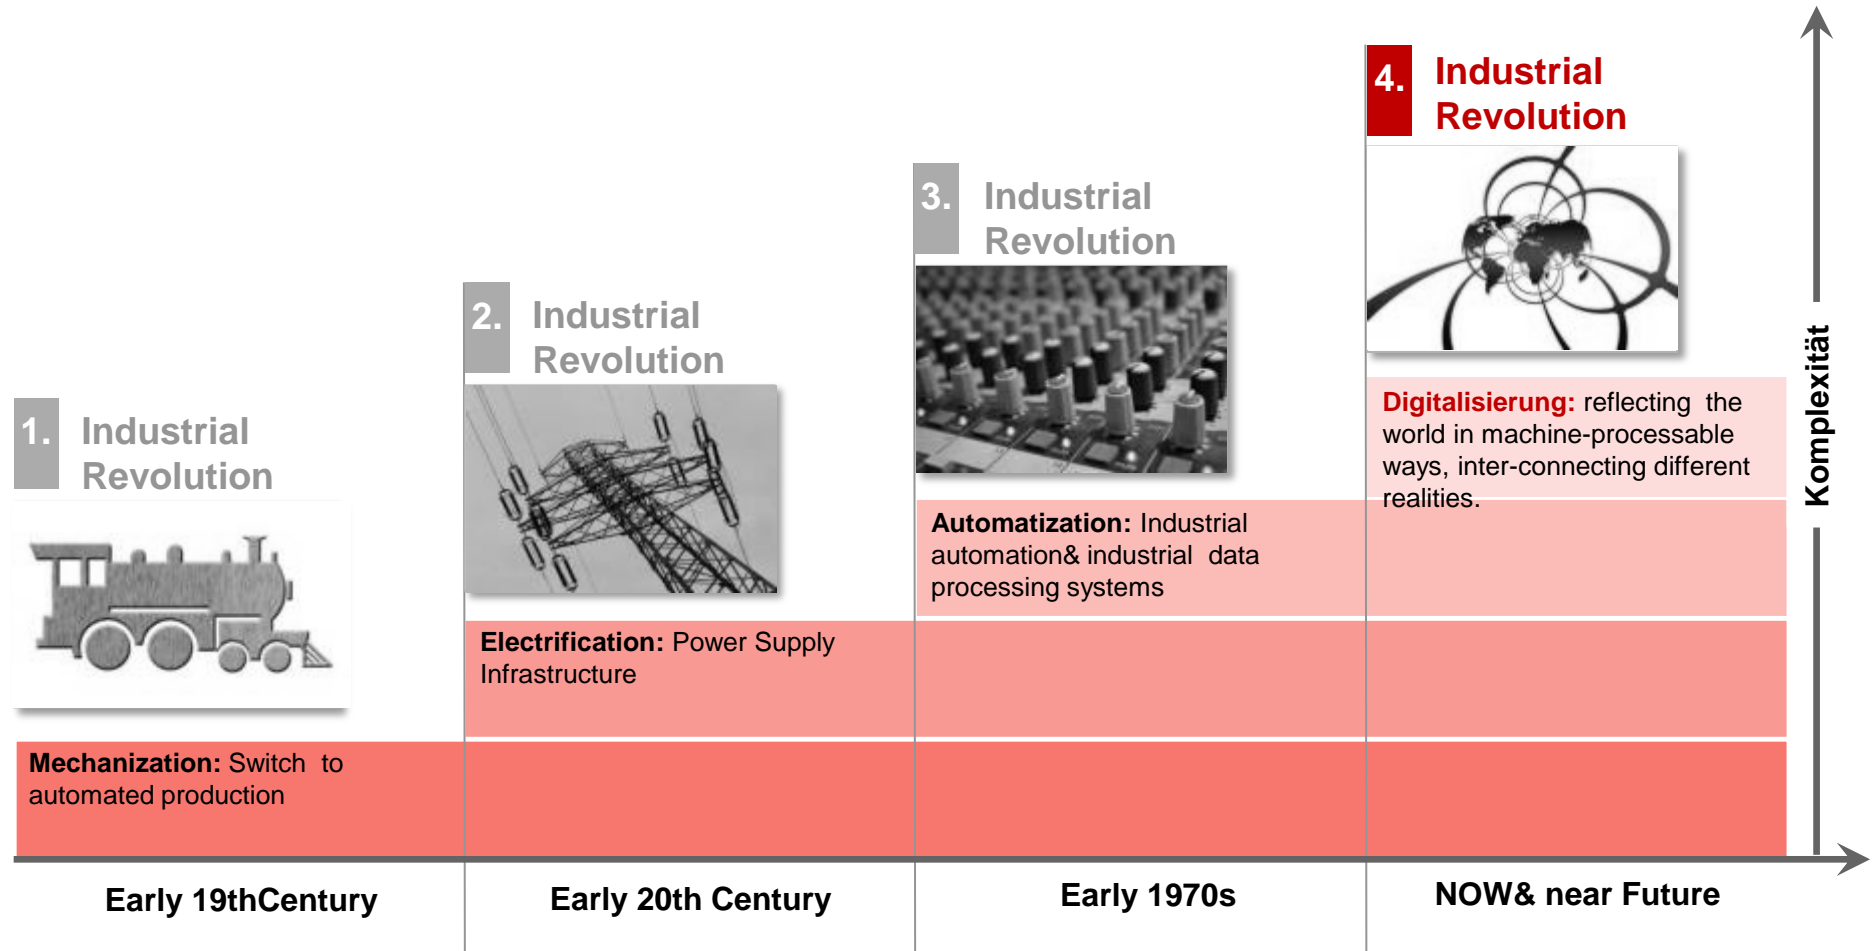 4. Industrial
Revolution
3. Industrial
Revolution
2. Industrial
Revolution
1. Industrial
Revolution
Digitalisierung: reflecting the
world in machine-processable
ways, inter-connecting different
realities.
Automatization: Industrial
automation& industrial data
processing systems
Electrification: Power Supply
Infrastructure
Mechanization: Switch to
automated production
Komplexität
Early 19thCentury
Early 20th Century
Early 1970s
NOW& near Future